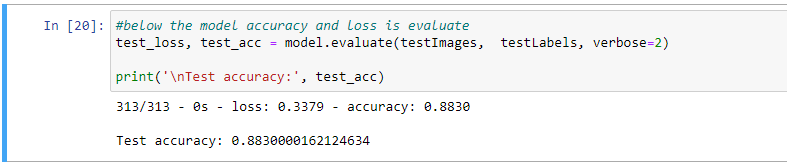 In [20]: #below the model accuracy and loss is evaluate
test_loss, test_acc = model.evaluate(testImages,  testLabels, verbose=2)
print('\nTest accuracy:', test_acc)
313/313 - 0s - loss: 0.3379 - accuracy: 0.8830
Test accuracy: 0.8830000162124634